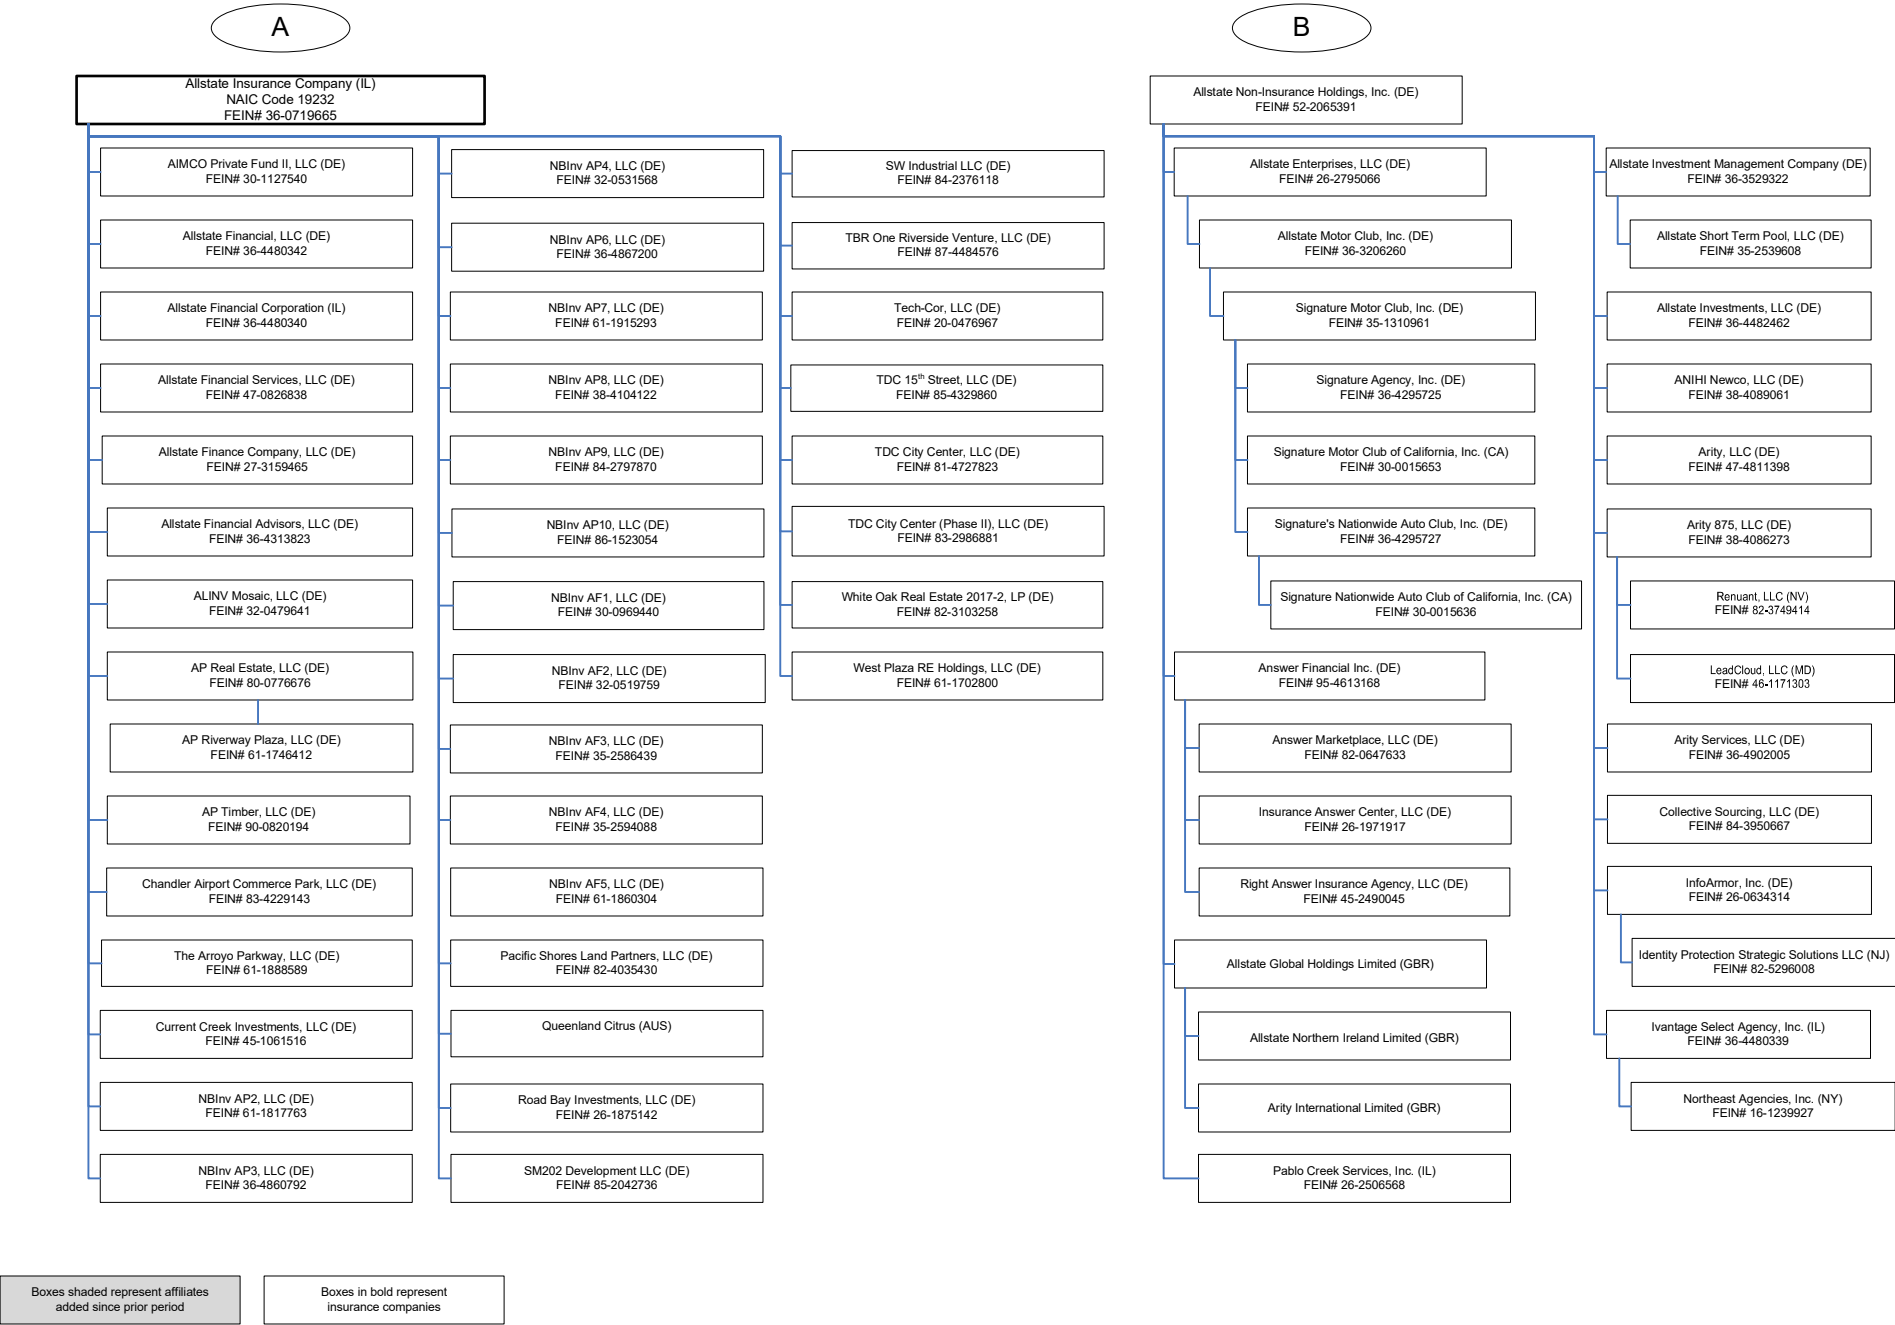 A
Allstate Insurance Company (IL)
NAIC Code 19232
FEIN# 36-0719665
AIMCO Private Fund II, LLC (DE)
FEIN# 30-1127540
Allstate Financial, LLC (DE)
FEIN# 36-4480342
Allstate Financial Corporation (IL)
FEIN# 36-4480340
Allstate Financial Services, LLC (DE)
FEIN# 47-0826838
Allstate Finance Company, LLC (DE)
FEIN# 27-3159465
Allstate Financial Advisors, LLC (DE)
FEIN# 36-4313823
ALINV Mosaic, LLC (DE)
FEIN# 32-0479641
AP Real Estate, LLC (DE)
FEIN# 80-0776676
AP Riverway Plaza, LLC (DE)
FEIN# 61-1746412
AP Timber, LLC (DE)
FEIN# 90-0820194
Chandler Airport Commerce Park, LLC (DE)
FEIN# 83-4229143
The Arroyo Parkway, LLC (DE)
FEIN# 61-1888589
Current Creek Investments, LLC (DE)
FEIN# 45-1061516
NBInv AP2, LLC (DE)
FEIN# 61-1817763
NBInv AP3, LLC (DE)
FEIN# 36-4860792
NBInv AP4, LLC (DE)
FEIN# 32-0531568
NBInv AP6, LLC (DE)
FEIN# 36-4867200
NBInv AP7, LLC (DE)
FEIN# 61-1915293
NBInv AP8, LLC (DE)
FEIN# 38-4104122
NBInv AP9, LLC (DE)
FEIN# 84-2797870
NBInv AP10, LLC (DE)
FEIN# 86-1523054
NBInv AF1, LLC (DE)
FEIN# 30-0969440
NBInv AF2, LLC (DE)
FEIN# 32-0519759
NBInv AF3, LLC (DE)
FEIN# 35-2586439
NBInv AF4, LLC (DE)
FEIN# 35-2594088
NBInv AF5, LLC (DE)
FEIN# 61-1860304
Pacific Shores Land Partners, LLC (DE)
FEIN# 82-4035430
Queenland Citrus (AUS)
Road Bay Investments, LLC (DE)
FEIN# 26-1875142
SM202 Development LLC (DE)
FEIN# 85-2042736
SW Industrial LLC (DE)
FEIN# 84-2376118
TBR One Riverside Venture, LLC (DE)
FEIN# 87-4484576
Tech-Cor, LLC (DE)
FEIN# 20-0476967
TDC 15th Street, LLC (DE)
FEIN# 85-4329860
TDC City Center, LLC (DE)
FEIN# 81-4727823
TDC City Center (Phase II), LLC (DE)
FEIN# 83-2986881
White Oak Real Estate 2017-2, LP (DE)
FEIN# 82-3103258
West Plaza RE Holdings, LLC (DE)
FEIN# 61-1702800
B
Allstate Non-Insurance Holdings, Inc. (DE)
FEIN# 52-2065391
Allstate Enterprises, LLC (DE)
FEIN# 26-2795066
Allstate Motor Club, Inc. (DE)
FEIN# 36-3206260
Signature Motor Club, Inc. (DE)
FEIN# 35-1310961
Signature Agency, Inc. (DE)
FEIN# 36-4295725
Signature Motor Club of California, Inc. (CA)
FEIN# 30-0015653
Signature's Nationwide Auto Club, Inc. (DE)
FEIN# 36-4295727
Signature Nationwide Auto Club of California, Inc. (CA)
FEIN# 30-0015636
Answer Financial Inc. (DE)
FEIN# 95-4613168
Answer Marketplace, LLC (DE)
FEIN# 82-0647633
Insurance Answer Center, LLC (DE)
FEIN# 26-1971917
Right Answer Insurance Agency, LLC (DE)
FEIN# 45-2490045
Allstate Global Holdings Limited (GBR)
Allstate Northern Ireland Limited (GBR)
Arity International Limited (GBR)
Pablo Creek Services, Inc. (IL)
FEIN# 26-2506568
Allstate Investment Management Company (DE)
FEIN# 36-3529322
Allstate Short Term Pool, LLC (DE)
FEIN# 35-2539608
Allstate Investments, LLC (DE)
FEIN# 36-4482462
ANIHI Newco, LLC (DE)
FEIN# 38-4089061
Arity, LLC (DE)
FEIN# 47-4811398
Arity 875, LLC (DE)
FEIN# 38-4086273
Renuant, LLC (NV)
FEIN# 82-3749414
LeadCloud, LLC (MD)
FEIN# 46-1171303
Arity Services, LLC (DE)
FEIN# 36-4902005
Collective Sourcing, LLC (DE)
FEIN# 84-3950667
InfoArmor, Inc. (DE)
FEIN# 26-0634314
Identity Protection Strategic Solutions LLC (NJ)
FEIN# 82-5296008
Ivantage Select Agency, Inc. (IL)
FEIN# 36-4480339
Northeast Agencies, Inc. (NY)
FEIN# 16-1239927
Boxes shaded represent affiliates
added since prior period
Boxes in bold represent
insurance companies